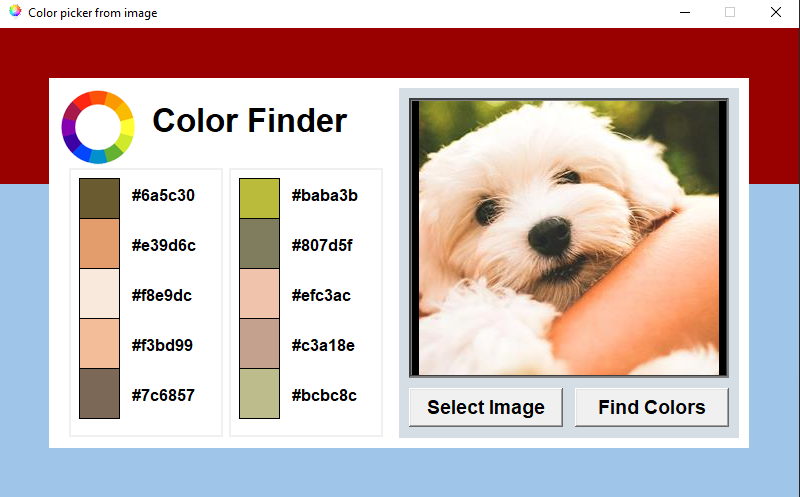 Color picker from image
Color Finder
#6a5c30
#e39d6c
#f8e9dc
#f3bd99
#7c6857
#baba3b
#807d5f
#efc3ac
#c3a18e
#bcbc8c
Select Image
Find Colors